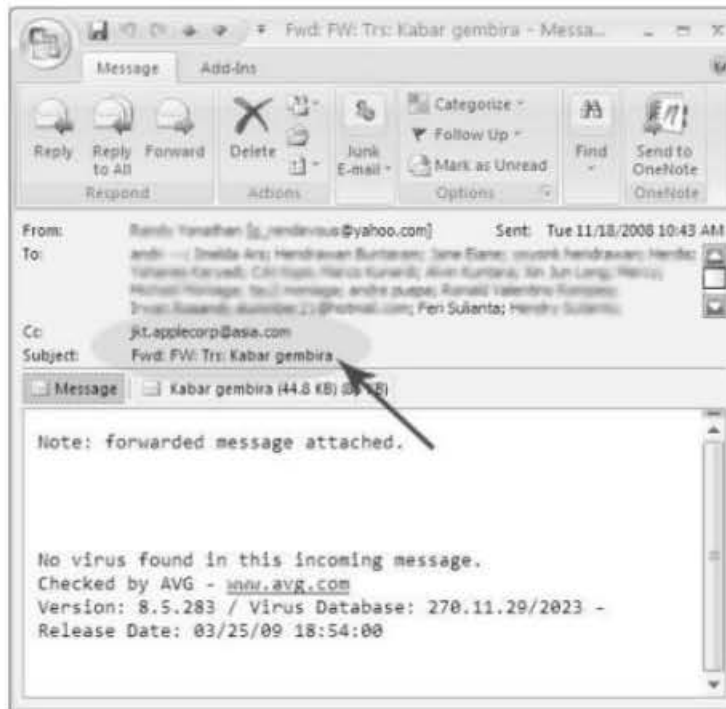 Fwd: FW: Trs: Kabar gembira - Messa...
Message Add-Ins
Reply Reply to All Forward
Delete
Junk E-mail
Categorize
Follow Up
Mark as Unread
Find
Send to OneNote
Respond Actions Options OneNote
From: @yahoo.com] Sent: Tue 11/18/2008 10:43 AM
To:
Feri Sulianta;
Cc: jkt.applecorp@asia.com
Subject: Fwd: FW: Trs: Kabar gembira
Message Kabar gembira (44.8 KB)
Note: forwarded message attached.
No virus found in this incoming message.
Checked by AVG - www.avg.com
Version: 8.5.283 / Virus Database: 270.11.29/2023 -
Release Date: 03/25/09 18:54:00